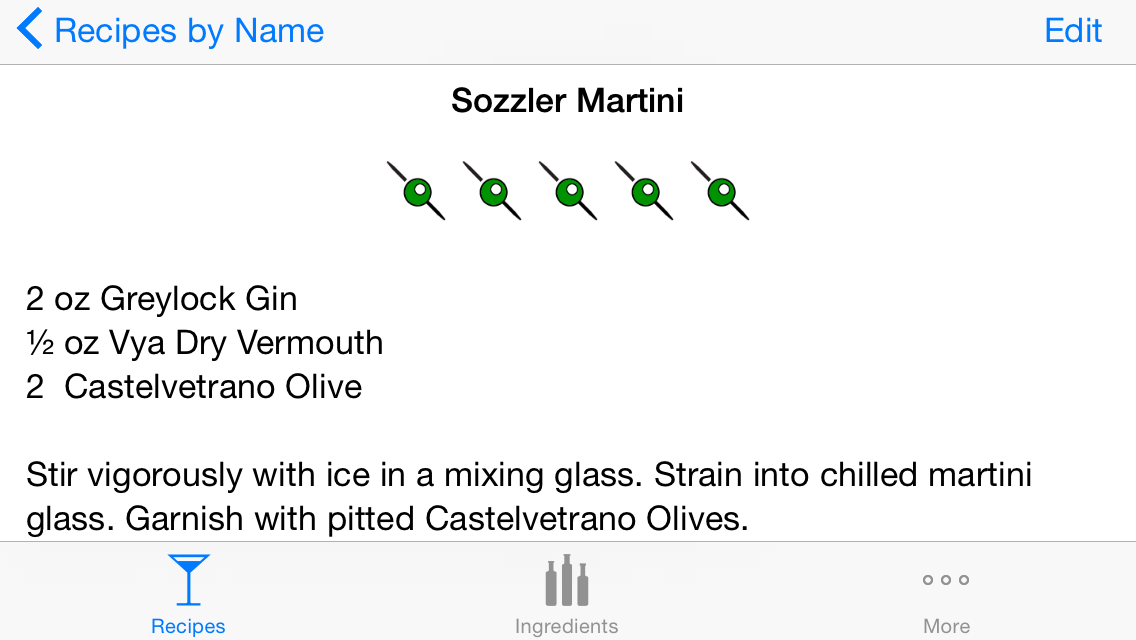 Recipes by Name
Edit
Sozzler Martini
2 oz Greylock Gin
½ oz Vya Dry Vermouth
2  Castelvetrano Olive
Stir vigorously with ice in a mixing glass. Strain into chilled martini
glass. Garnish with pitted Castelvetrano Olives.
Recipes
Ingredients
More